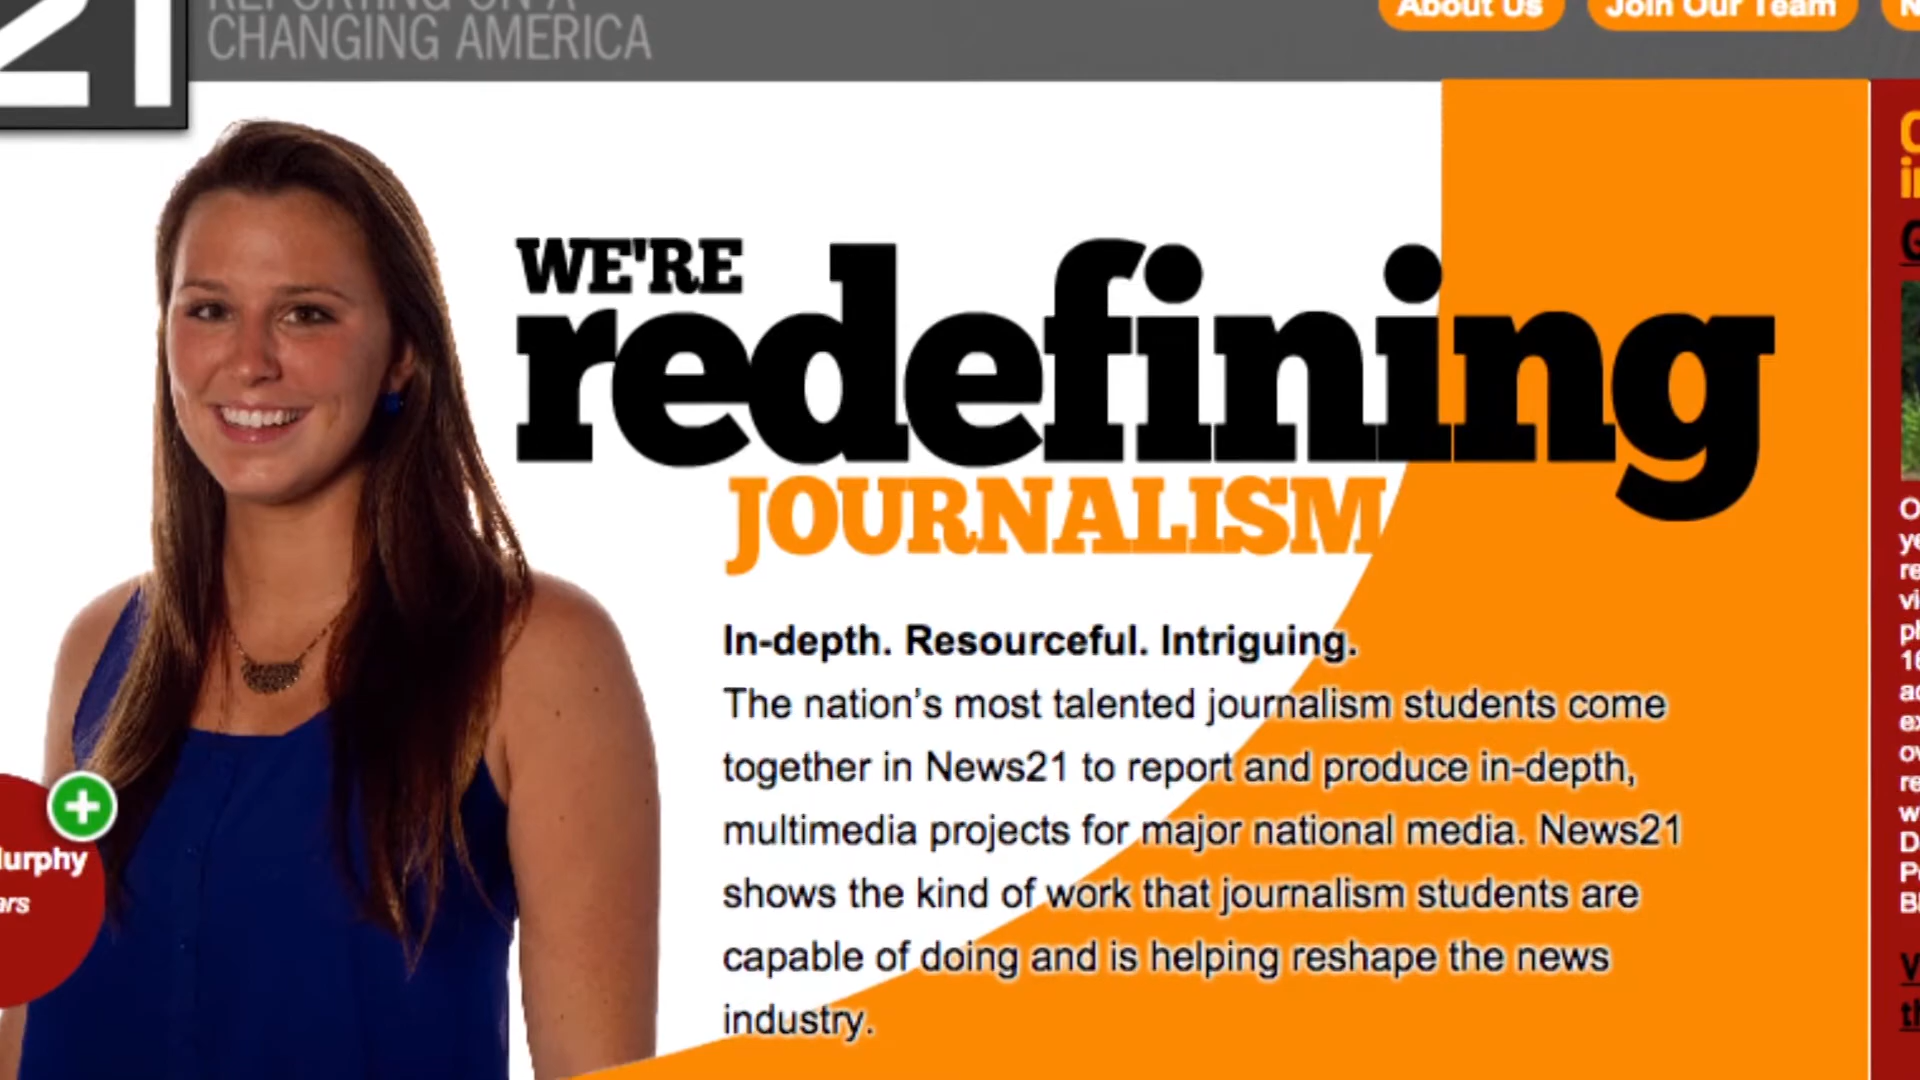 21
REPORTING ON A
CHANGING AMERICA
About Us
Join Our Team
WE'RE
redefining
JOURNALISM
In-depth. Resourceful. Intriguing.
The nation’s most talented journalism students come
together in News21 to report and produce in-depth,
multimedia projects for major national media. News21
shows the kind of work that journalism students are
capable of doing and is helping reshape the news
industry.